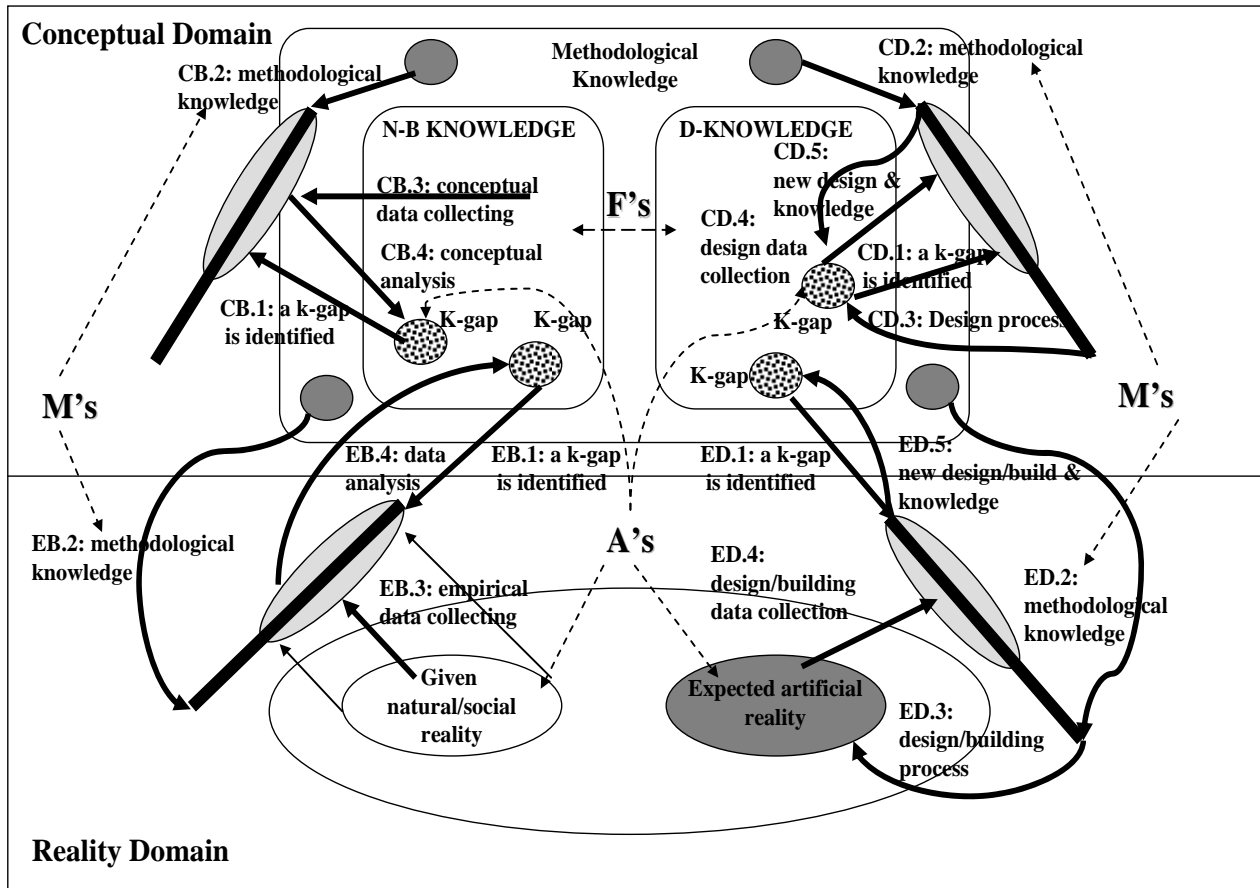 Conceptual Domain
Methodological
Knowledge
CB.2: methodological
knowledge
CD.2: methodological
knowledge
N-B KNOWLEDGE
D-KNOWLEDGE
CB.3: conceptual
data collecting
CB.4: conceptual
analysis
CB.1: a k-gap
is identified
K-gap
K-gap
F's
CD.5:
new design &
knowledge
CD.4:
design data
collection
CD.1: a k-gap
is identified
K-gap
CD.3: Design process
K-gap
M's
M's
EB.4: data
analysis
EB.1: a k-gap
is identified
ED.1: a k-gap
is identified
ED.5:
new design/build &
knowledge
EB.2: methodological
knowledge
A's
ED.4:
design/building
data collection
ED.2:
methodological
knowledge
EB.3: empirical
data collecting
Given
natural/social
reality
Expected artificial
reality
ED.3:
design/building
process
Reality Domain